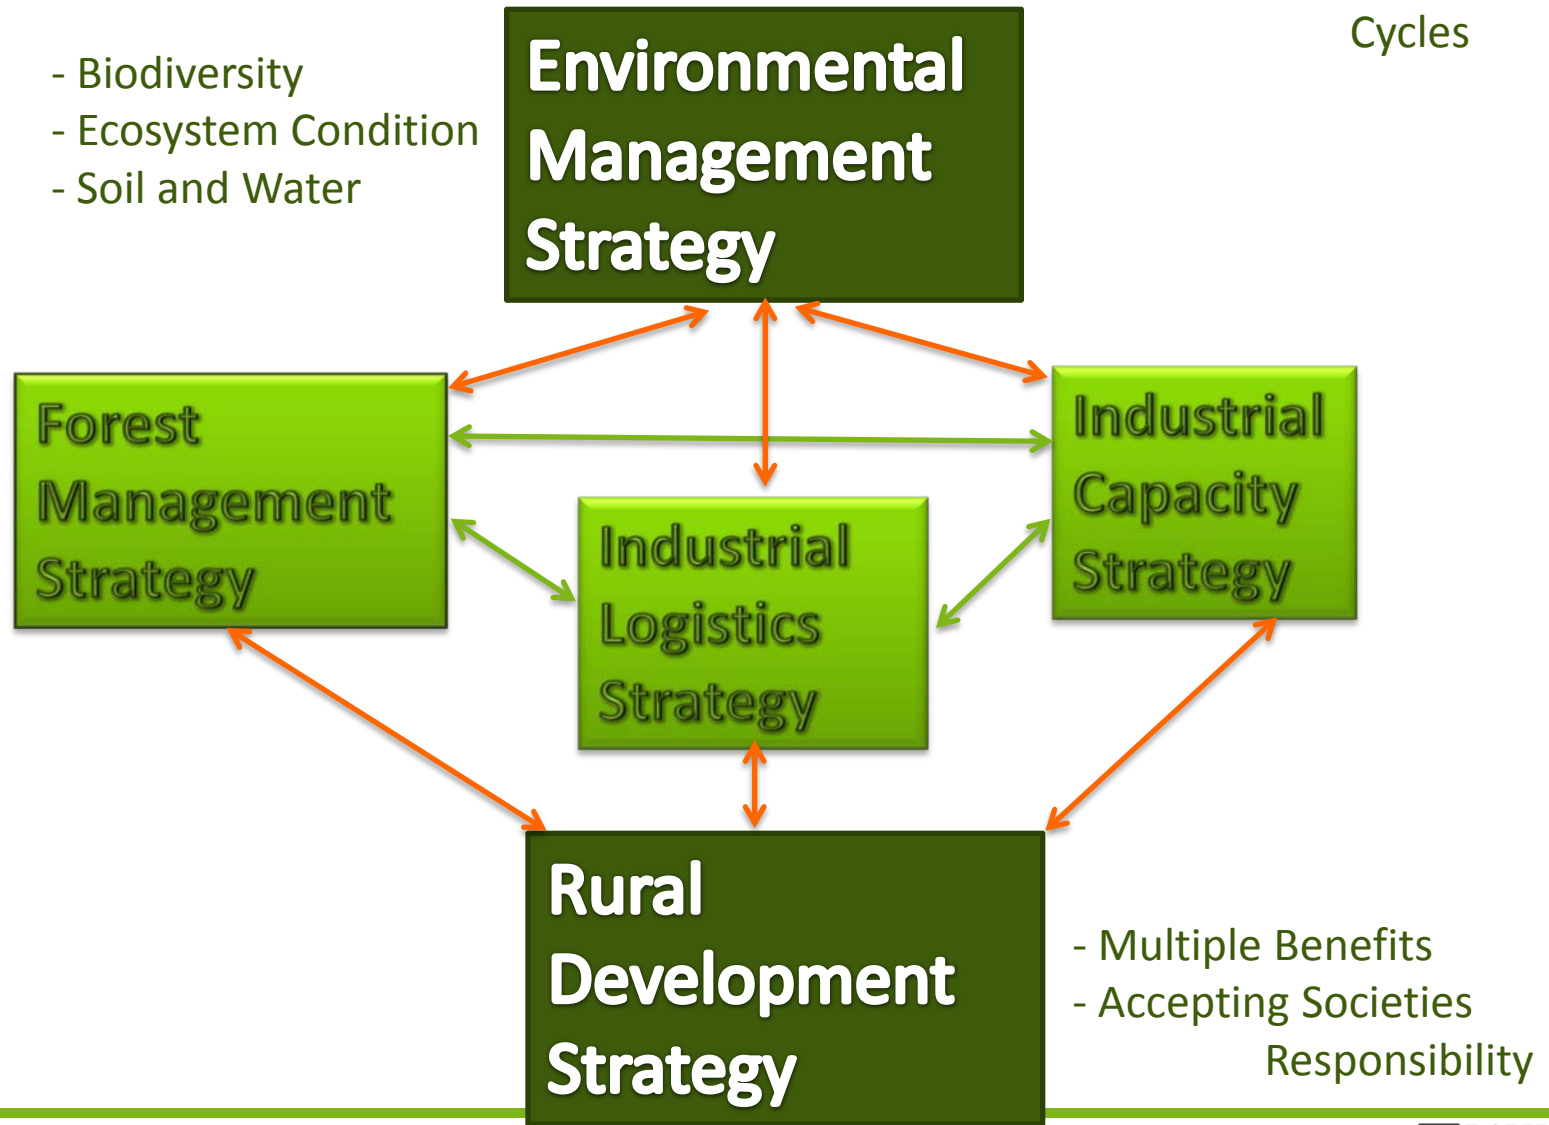 Cycles
- Biodiversity
- Ecosystem Condition
- Soil and Water
Environmental
Management
Strategy
Forest
Management
Strategy
Industrial
Logistics
Strategy
Industrial
Capacity
Strategy
Rural
Development
Strategy
- Multiple Benefits
- Accepting Societies
Responsibility